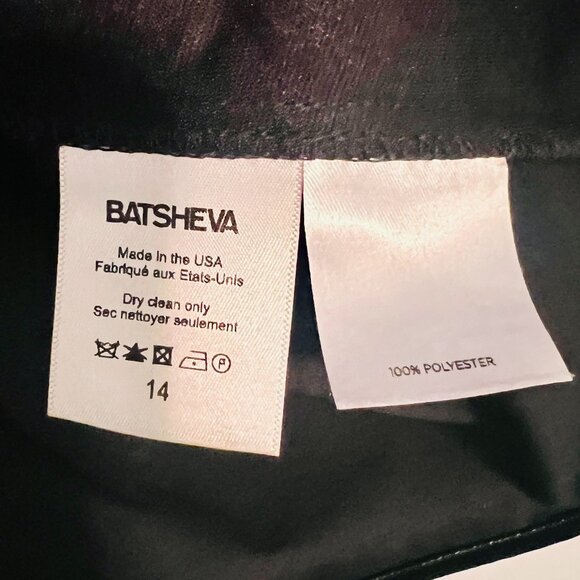 BATSHEVA
Made in the USA
Fabriqué aux Etats-Unis
Dry clean only
Sec nettoyer seulement
P
14
100% POLYESTER